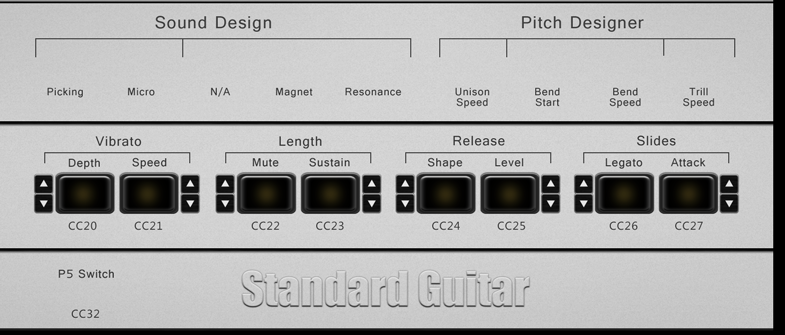 Sound Design Pitch Designer
Picking Micro N/A Magnet Resonance Unison Speed Bend Start Bend Speed Trill Speed
Vibrato Length Release Slides
Depth Speed Mute Sustain Shape Level Legato Attack
CC20 CC21 CC22 CC23 CC24 CC25 CC26 CC27
P5 Switch
Standard Guitar
CC32